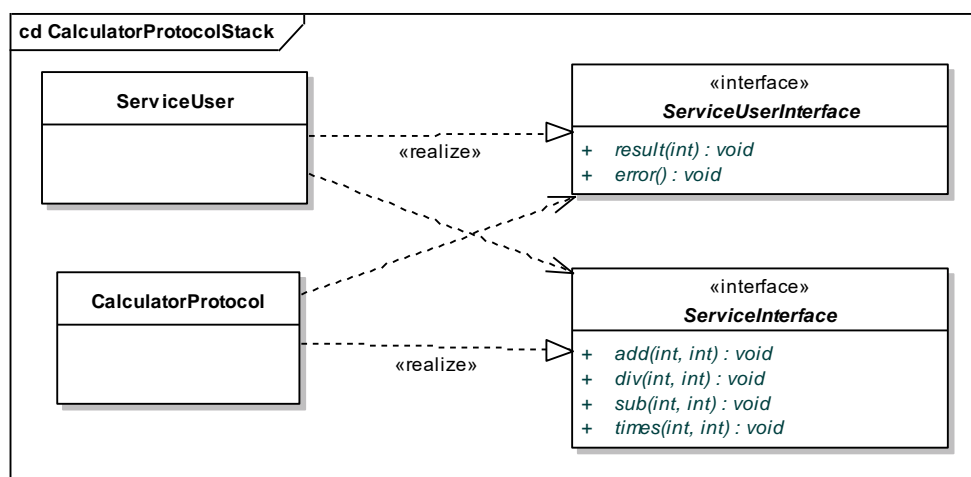 cd CalculatorProtocolStack
ServiceUser
«interface»
ServiceUserInterface
+ result(int) : void
+ error() : void
«realize»
CalculatorProtocol
«interface»
ServiceInterface
+ add(int, int) : void
+ div(int, int) : void
+ sub(int, int) : void
+ times(int, int) : void
«realize»